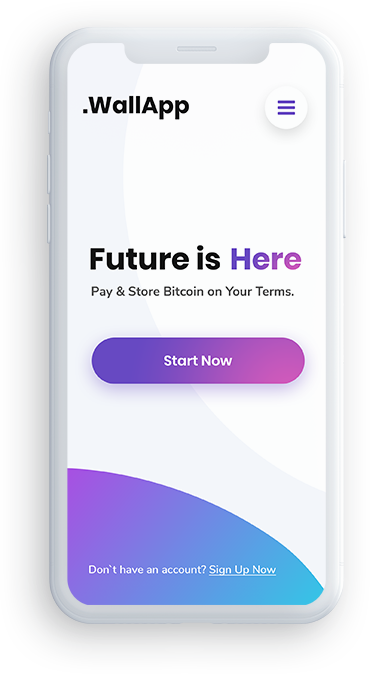 .WallApp
Future is Here
Pay & Store Bitcoin on Your Terms.
Start Now
Don`t have an account? Sign Up Now